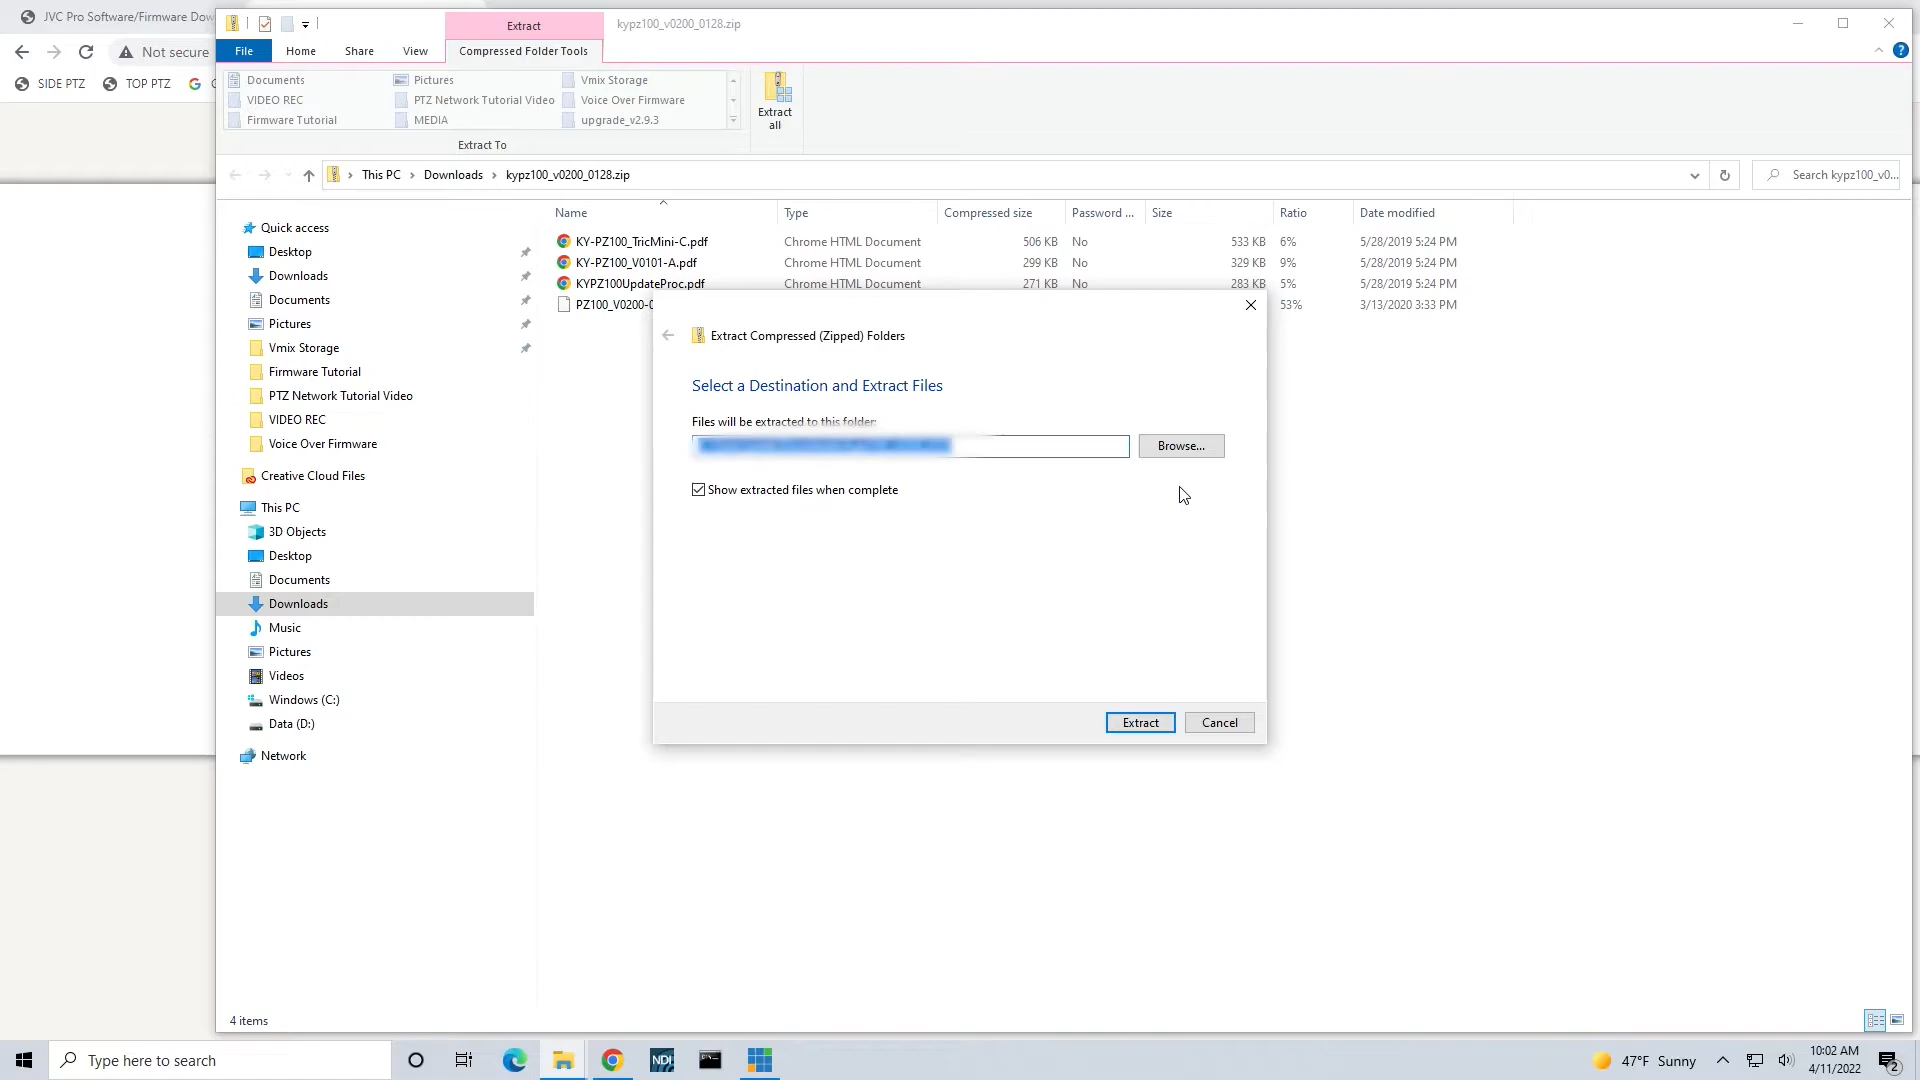 JVC Pro Software/Firmware Dow
Extract
kypz100_v0200_0128.zip
File
Home
Share
View
Compressed Folder Tools
Not secure
SIDE PTZ
TOP PTZ
Documents
Pictures
Vmix Storage
VIDEO REC
PTZ Network Tutorial Video
Voice Over Firmware
Firmware Tutorial
MEDIA
upgrade_v2.9.3
Extract To
Extract
all
This PC
Downloads
kypz100_v0200_0128.zip
Search kypz100_v0...
Name
Type
Compressed size
Password ...
Size
Ratio
Date modified
KY-PZ100_TricMini-C.pdf Chrome HTML Document 506 KB No 533 KB 6% 5/28/2019 5:24 PM
KY-PZ100_V0101-A.pdf Chrome HTML Document 299 KB No 329 KB 9% 5/28/2019 5:24 PM
KYPZ100UpdateProc.pdf Chrome HTML Document 271 KB No 283 KB 5% 5/28/2019 5:24 PM
PZ100_V0200-0 53% 3/13/2020 3:33 PM
Quick access
Desktop
Downloads
Documents
Pictures
Vmix Storage
Firmware Tutorial
PTZ Network Tutorial Video
VIDEO REC
Voice Over Firmware
Creative Cloud Files
This PC
3D Objects
Desktop
Documents
Downloads
Music
Pictures
Videos
Windows (C:)
Data (D:)
Network
Extract Compressed (Zipped) Folders
Select a Destination and Extract Files
Files will be extracted to this folder:
Browse...
Show extracted files when complete
Extract
Cancel
4 items
Type here to search
NDI
47°F Sunny
10:02 AM
4/11/2022
2